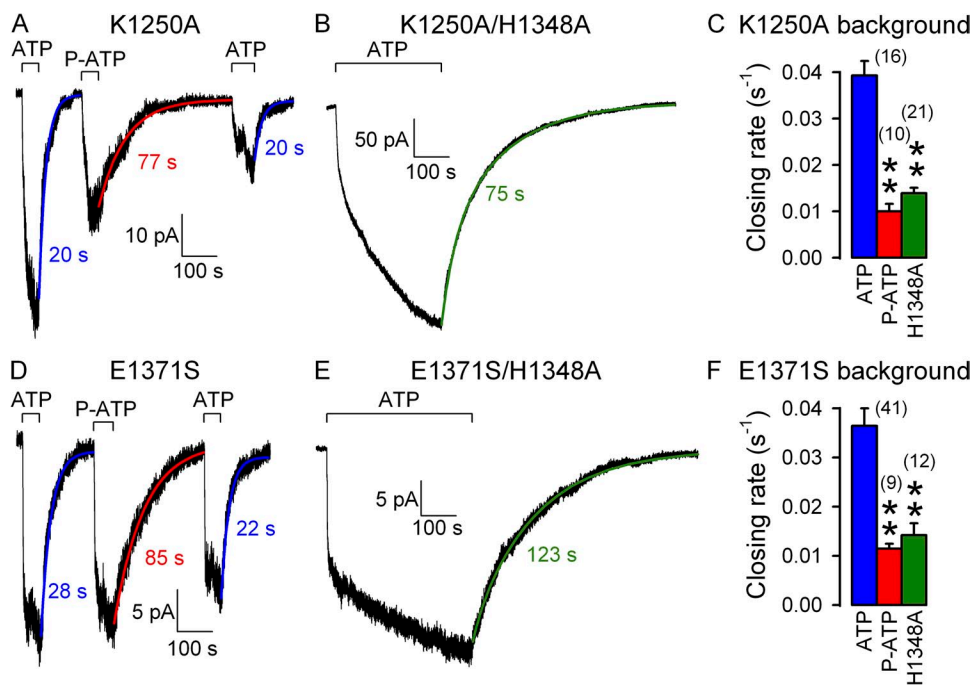 A K1250A
ATP
P-ATP
ATP
20 s
77 s
20 s
10 pA
100 s
B K1250A/H1348A
ATP
50 pA
100 s
75 s
C K1250A background
Closing rate (s⁻¹)
0.04
0.03
0.02
0.01
0.00
(16)
(10)
(21)
**
**
ATP
P-ATP
H1348A
D E1371S
ATP
P-ATP
ATP
28 s
85 s
22 s
5 pA
100 s
E E1371S/H1348A
ATP
5 pA
100 s
123 s
F E1371S background
Closing rate (s⁻¹)
0.04
0.03
0.02
0.01
0.00
(41)
(9)
(12)
**
**
ATP
P-ATP
H1348A